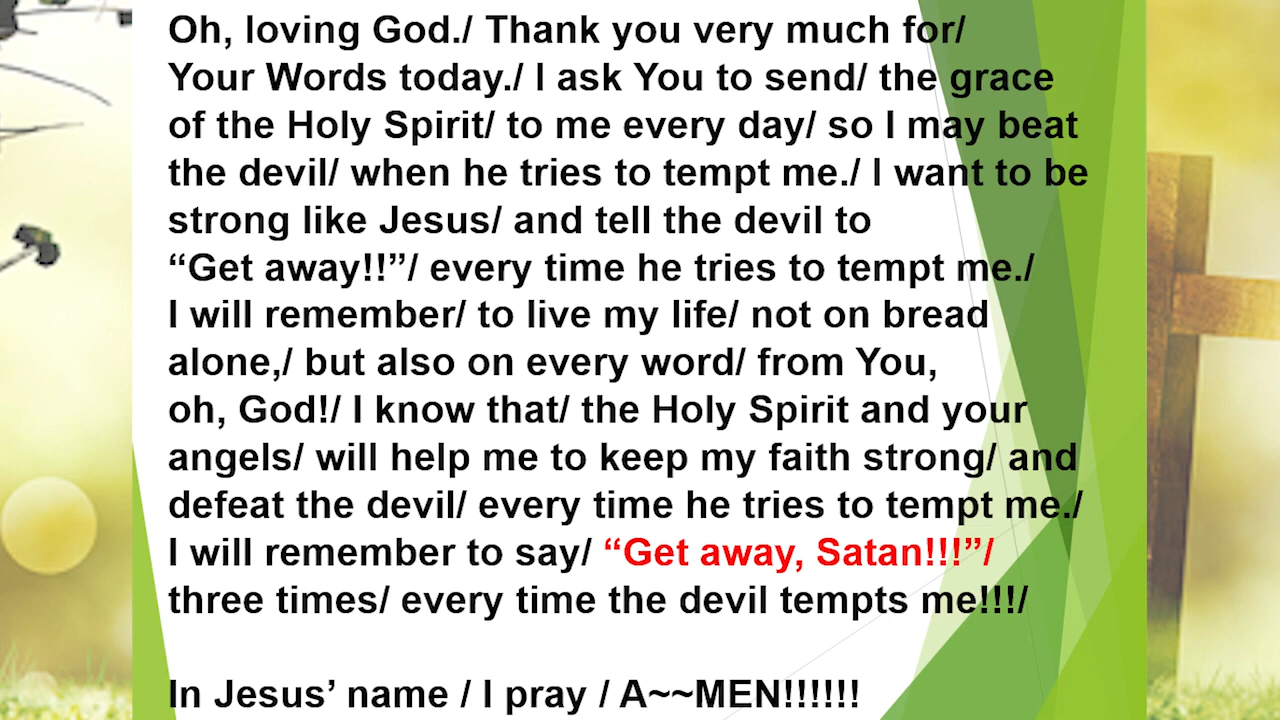 Oh, loving God./ Thank you very much for/
Your Words today./ I ask You to send/ the grace
of the Holy Spirit/ to me every day/ so I may beat
the devil/ when he tries to tempt me./ I want to be
strong like Jesus/ and tell the devil to
“Get away!!”/ every time he tries to tempt me./
I will remember/ to live my life/ not on bread
alone,/ but also on every word/ from You,
oh, God!/ I know that/ the Holy Spirit and your
angels/ will help me to keep my faith strong/ and
defeat the devil/ every time he tries to tempt me./
I will remember to say/ “Get away, Satan!!!”/
three times/ every time the devil tempts me!!!/
In Jesus’ name / I pray / A~~MEN!!!!!!